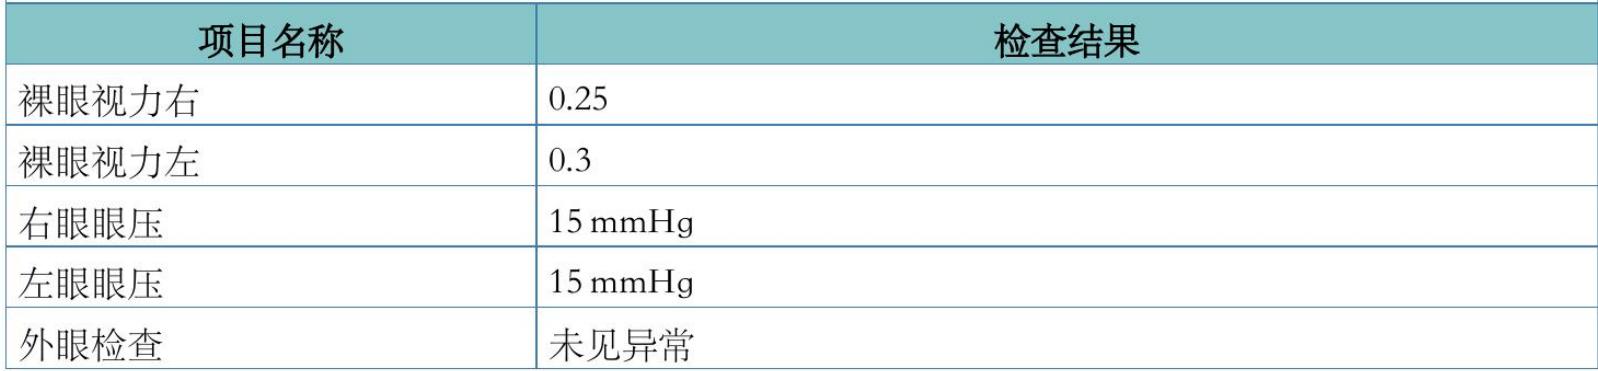 项目名称 检查结果
裸眼视力右 0.25
裸眼视力左 0.3
右眼眼压 15 mmHg
左眼眼压 15 mmHg
外眼检查 未见异常